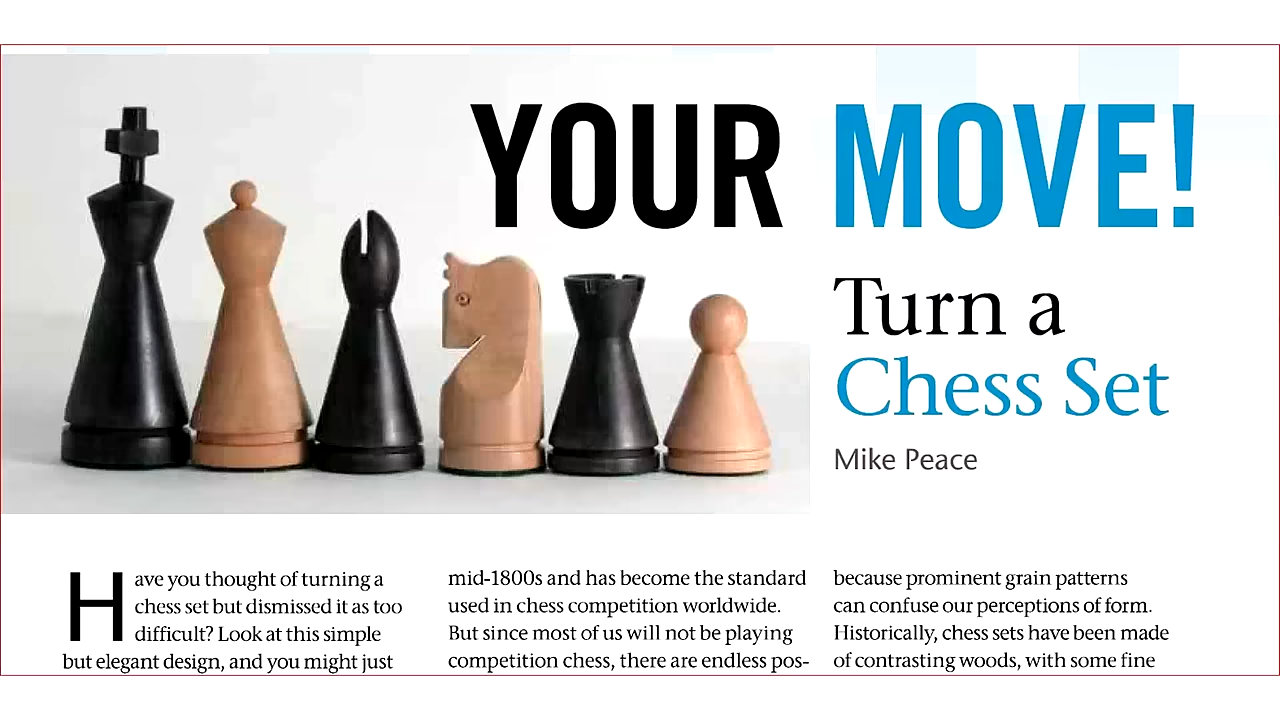 YOUR MOVE!
Turn a
Chess Set
Mike Peace
Have you thought of turning a
chess set but dismissed it as too
difficult? Look at this simple
but elegant design, and you might just
mid-1800s and has become the standard
used in chess competition worldwide.
But since most of us will not be playing
competition chess, there are endless pos-
because prominent grain patterns
can confuse our perceptions of form.
Historically, chess sets have been made
of contrasting woods, with some fine